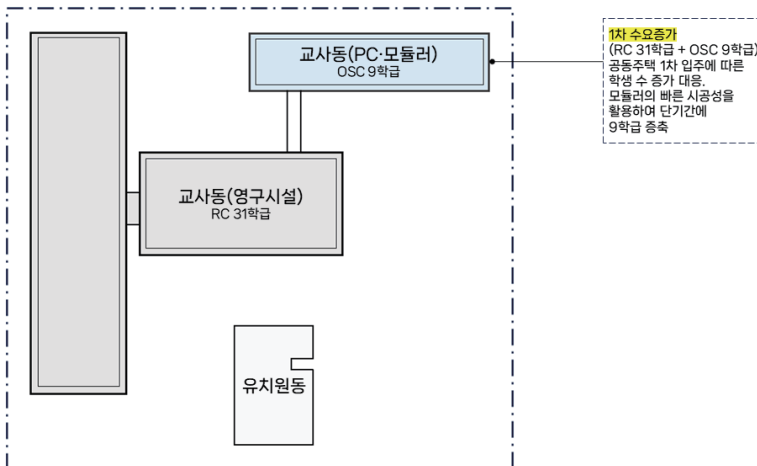 교사동(PC·모듈러)
OSC 9학급
1차 수요증가
(RC 31학급 + OSC 9학급)
공동주택 1차 입주에 따른
학생 수 증가 대응.
모듈러의 빠른 시공성을
활용하여 단기간에
9학급 증축
교사동(영구시설)
RC 31학급
유치원동